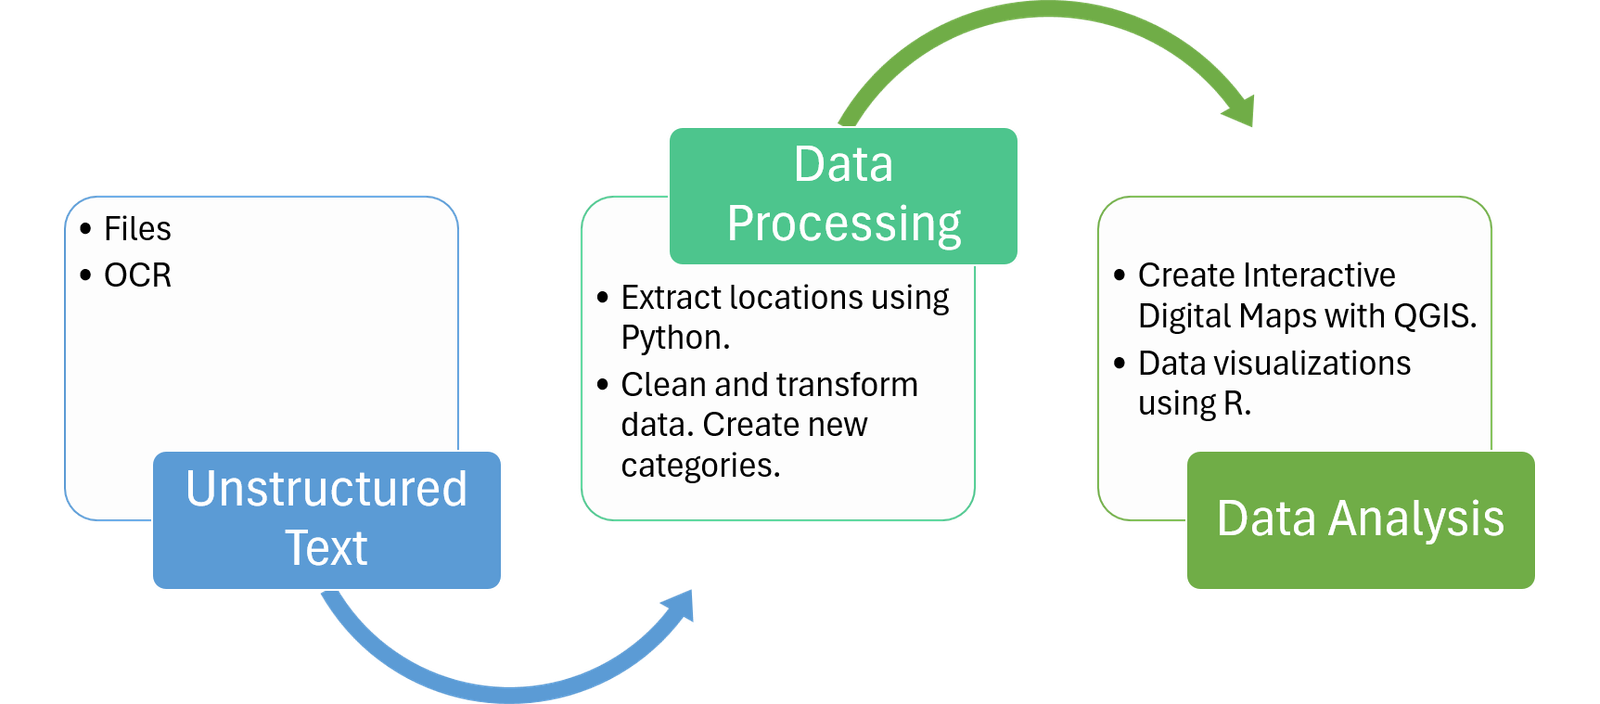 • Files
• OCR
Unstructured
Text
Data
Processing
• Extract locations using
Python.
• Clean and transform
data. Create new
categories.
• Create Interactive
Digital Maps with QGIS.
• Data visualizations
using R.
Data Analysis